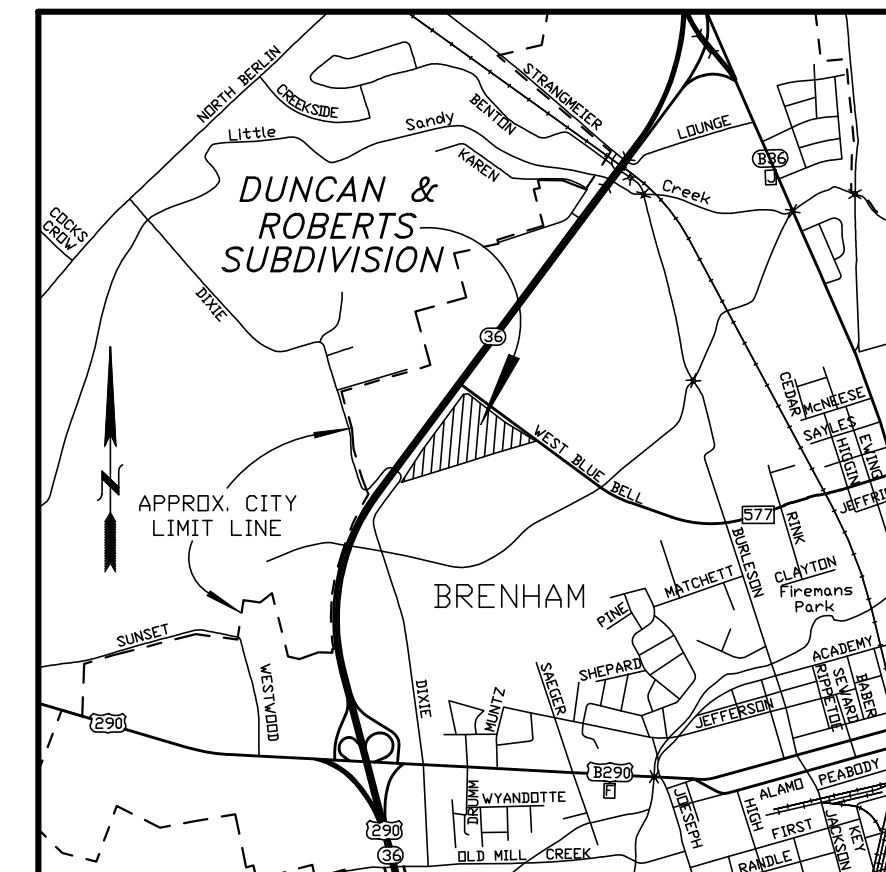 NORTH BERLIN
CREEKSIDE
STRANGMEIER
BENTON
Little
Sandy
LOUNGE
KAREN
B36
J
Creek
DUNCAN &
ROBERTS
SUBDIVISION
COCKS
CROW
DIXIE
36
CEDAR
McNEESE
SAYLES
HIGGIN
EWING
WEST BLUE BELL
APPROX. CITY
LIMIT LINE
N
577
JEFFRI
RINK
BURLESON
CLAYTON
MATCHETT
Firemans
Park
BRENHAM
PINE
SUNSET
ACADEMY
SHEPARD
WESTWOOD
DIXIE
MUNTZ
SAEGER
RIPPETOE
SEWARD
BABER
JEFFERSON
290
B290
F
PEABODY
ALAMO
DRUMM
WYANDOTTE
JOESEPH
HIGH
FIRST
JACKSON
KEY
290
36
OLD MILL CREEK
RANDLE